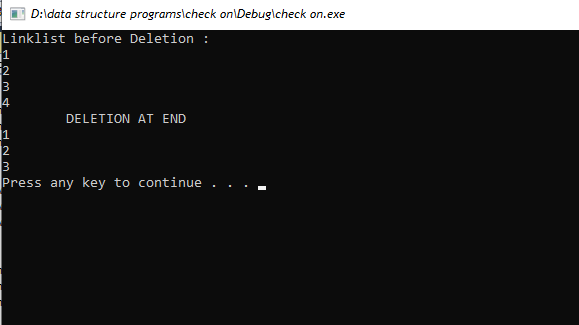 D:\data structure programs\check on\Debug\check on.exe
Linklist before Deletion :
1
2
3
4
DELETION AT END
1
2
3
Press any key to continue . . .